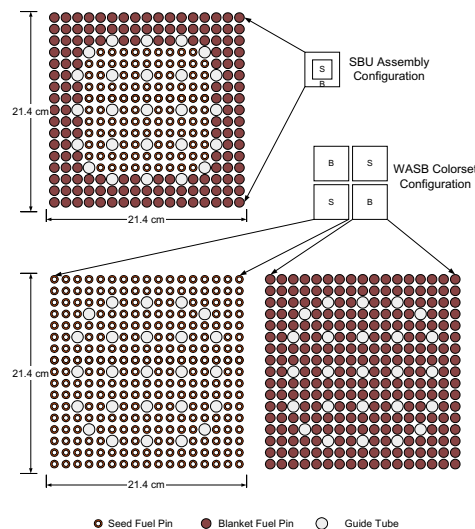 S
B
SBU Assembly
Configuration
21.4 cm
21.4 cm
B
S
S
B
WASB Colorset
Configuration
21.4 cm
21.4 cm
Seed Fuel Pin
Blanket Fuel Pin
Guide Tube